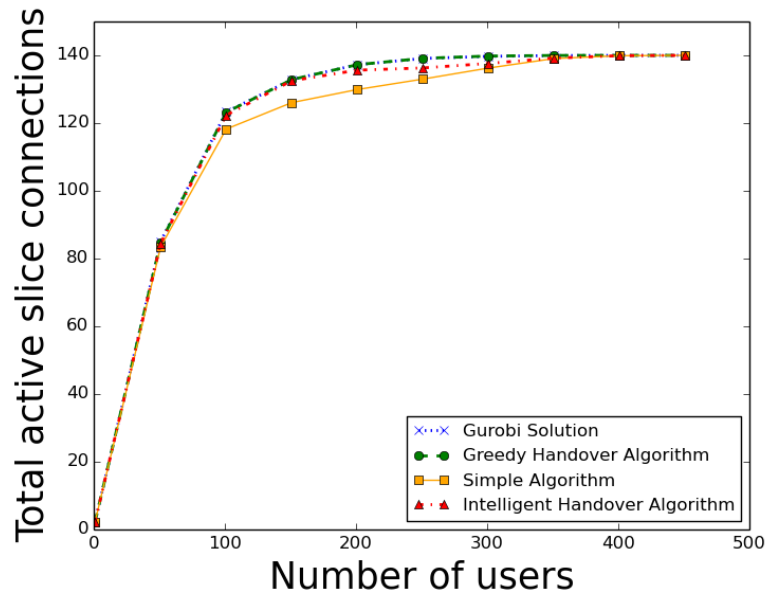 Total active slice connections
140
120
100
80
60
40
20
0
0 100 200 300 400 500
Number of users
Gurobi Solution
Greedy Handover Algorithm
Simple Algorithm
Intelligent Handover Algorithm